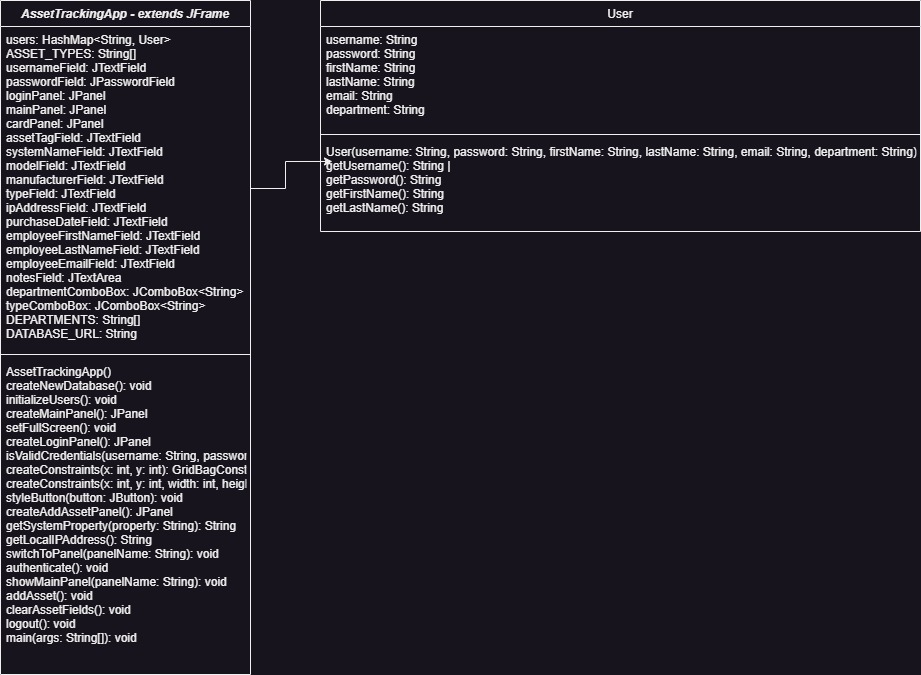 AssetTrackingApp - extends JFrame
users: HashMap<String, User>
ASSET_TYPES: String[]
usernameField: JTextField
passwordField: JPasswordField
loginPanel: JPanel
mainPanel: JPanel
cardPanel: JPanel
assetTagField: JTextField
systemNameField: JTextField
modelField: JTextField
manufacturerField: JTextField
typeField: JTextField
ipAddressField: JTextField
purchaseDateField: JTextField
employeeFirstNameField: JTextField
employeeLastNameField: JTextField
employeeEmailField: JTextField
notesField: JTextArea
departmentComboBox: JComboBox<String>
typeComboBox: JComboBox<String>
DEPARTMENTS: String[]
DATABASE_URL: String
AssetTrackingApp()
createNewDatabase(): void
initializeUsers(): void
createMainPanel(): JPanel
setFullScreen(): void
createLoginPanel(): JPanel
isValidCredentials(username: String, passwor
createConstraints(x: int, y: int): GridBagConst
createConstraints(x: int, y: int, width: int, heigl
styleButton(button: JButton): void
createAddAssetPanel(): JPanel
getSystemProperty(property: String): String
getLocalIPAddress(): String
switchToPanel(panelName: String): void
authenticate(): void
showMainPanel(panelName: String): void
addAsset(): void
clearAssetFields(): void
logout(): void
main(args: String[]): void
User
username: String
password: String
firstName: String
lastName: String
email: String
department: String
User(username: String, password: String, firstName: String, lastName: String, email: String, department: String)
getUsername(): String |
getPassword(): String
getFirstName(): String
getLastName(): String